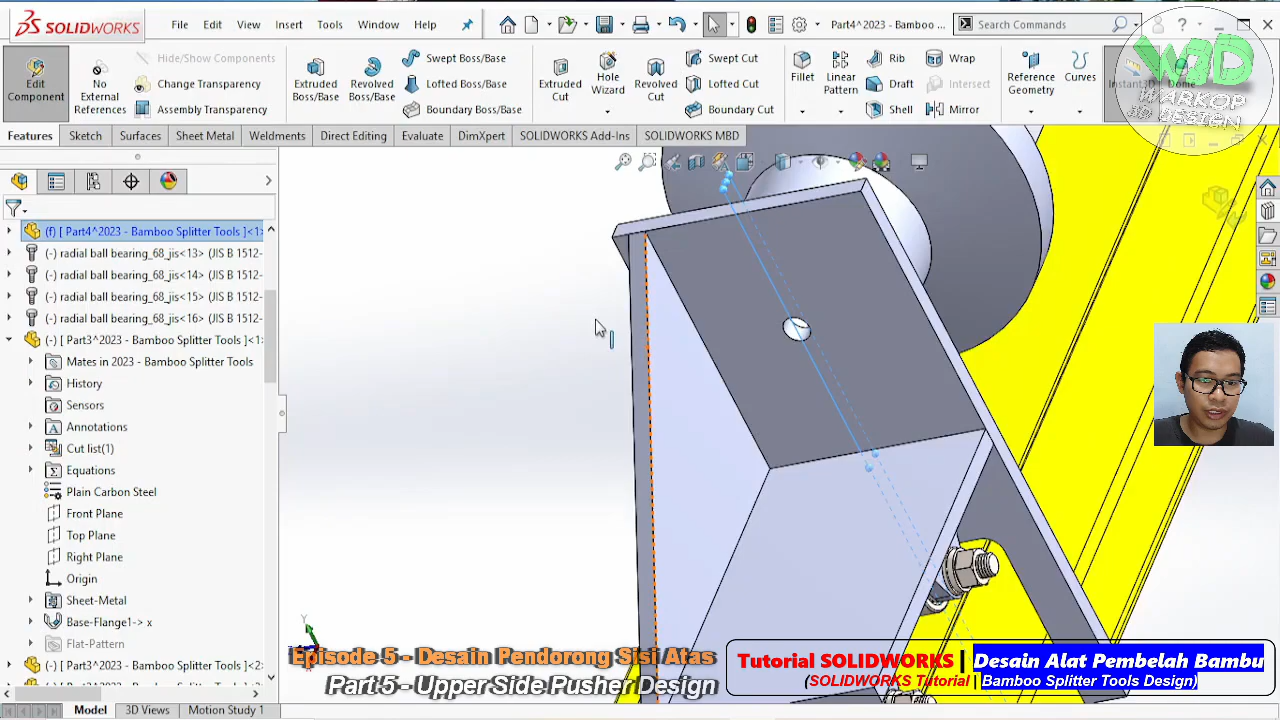 SOLIDWORKS
File
Edit
View
Insert
Tools
Window
Help
Part4^2023 - Bamboo ...
Search Commands
Edit Component
No External References
Hide/Show Components
Change Transparency
Assembly Transparency
Extruded Boss/Base
Revolved Boss/Base
Swept Boss/Base
Lofted Boss/Base
Boundary Boss/Base
Extruded Cut
Hole Wizard
Revolved Cut
Swept Cut
Lofted Cut
Boundary Cut
Fillet
Linear Pattern
Rib
Draft
Shell
Wrap
Intersect
Mirror
Reference Geometry
Curves
Instant3D
Dome
WJD
WARKOP
3D DESIGN
Features
Sketch
Surfaces
Sheet Metal
Weldments
Direct Editing
Evaluate
DimXpert
SOLIDWORKS Add-Ins
SOLIDWORKS MBD
(f) [ Part4^2023 - Bamboo Splitter Tools ]<1>
(-) radial ball bearing_68_jis<13> (JIS B 1512-
(-) radial ball bearing_68_jis<14> (JIS B 1512-
(-) radial ball bearing_68_jis<15> (JIS B 1512-
(-) radial ball bearing_68_jis<16> (JIS B 1512-
(-) [ Part3^2023 - Bamboo Splitter Tools ]<1>
Mates in 2023 - Bamboo Splitter Tools
History
Sensors
Annotations
Cut list(1)
Equations
Plain Carbon Steel
Front Plane
Top Plane
Right Plane
Origin
Sheet-Metal
Base-Flange1-> x
Flat-Pattern
(-) [ Part3^2023 - Bamboo Splitter Tools ]<2>
Y
Episode 5 - Desain Pendorong Sisi Atas
Part 5 - Upper Side Pusher Design
Tutorial SOLIDWORKS | Desain Alat Pembelah Bambu
(SOLIDWORKS Tutorial | Bamboo Splitter Tools Design)
Model
3D Views
Motion Study 1